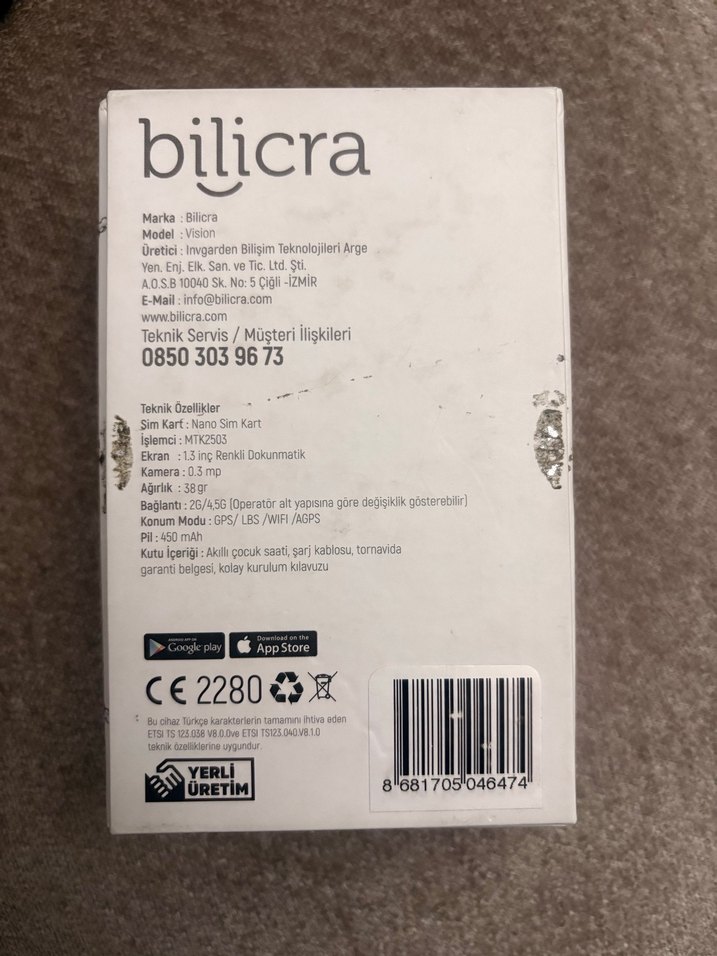 bilicra
Marka : Bilicra
Model : Vision
Üretici : Invgarden Bilişim Teknolojileri Arge
Yen. Enj. Elk. San. ve Tic. Ltd. Şti.
A.O.S.B 10040 Sk. No: 5 Çiğli -İZMİR
E-Mail : info@bilicra.com
www.bilicra.com
Teknik Servis / Müşteri İlişkileri
0850 303 96 73
Teknik Özellikler
Sim Kart : Nano Sim Kart
İşlemci : MTK2503
Ekran : 1.3 inç Renkli Dokunmatik
Kamera : 0.3 mp
Ağırlık : 38 gr
Bağlantı : 2G/4,5G (Operatör alt yapısına göre değişiklik gösterebilir)
Konum Modu : GPS/ LBS /WIFI /AGPS
Pil : 450 mAh
Kutu İçeriği : Akıllı çocuk saati, şarj kablosu, tornavida
garanti belgesi, kolay kurulum kılavuzu
ANDROID APP ON
Google play
Download on the
App Store
CE 2280
Bu cihaz Türkçe karakterlerin tamamını ihtiva eden
ETSI TS 123.038 V8.0.0ve ETSI TS123.040.V8.1.0
teknik özelliklerine uygundur.
YERLİ
ÜRETİM
8 681705 046474